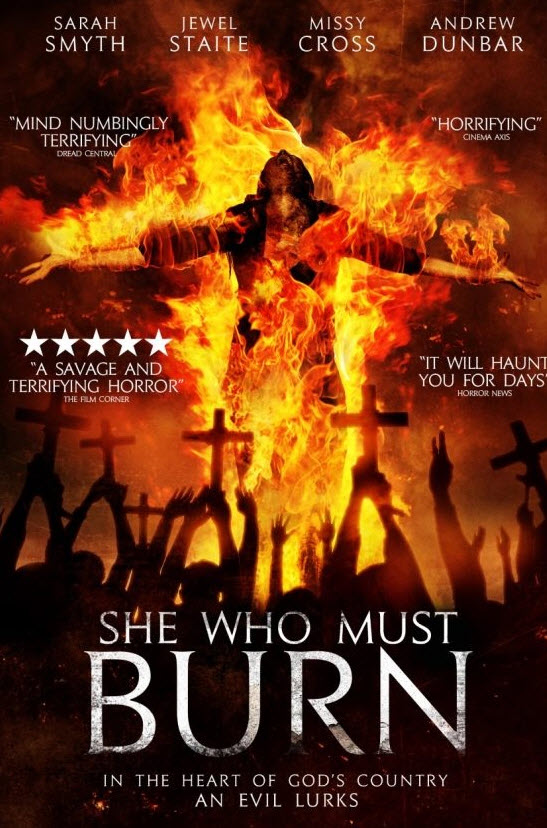 SARAH JEWEL MISSY ANDREW
SMYTH STAITE CROSS DUNBAR
"MIND NUMBINGLY
TERRIFYING"
DREAD CENTRAL
"HORRIFYING"
CINEMA AXIS
★★★★★
"A SAVAGE AND
TERRIFYING HORROR"
THE FILM CORNER
"IT WILL HAUNT
YOU FOR DAYS"
HORROR NEWS
SHE WHO MUST
BURN
IN THE HEART OF GOD'S COUNTRY
AN EVIL LURKS